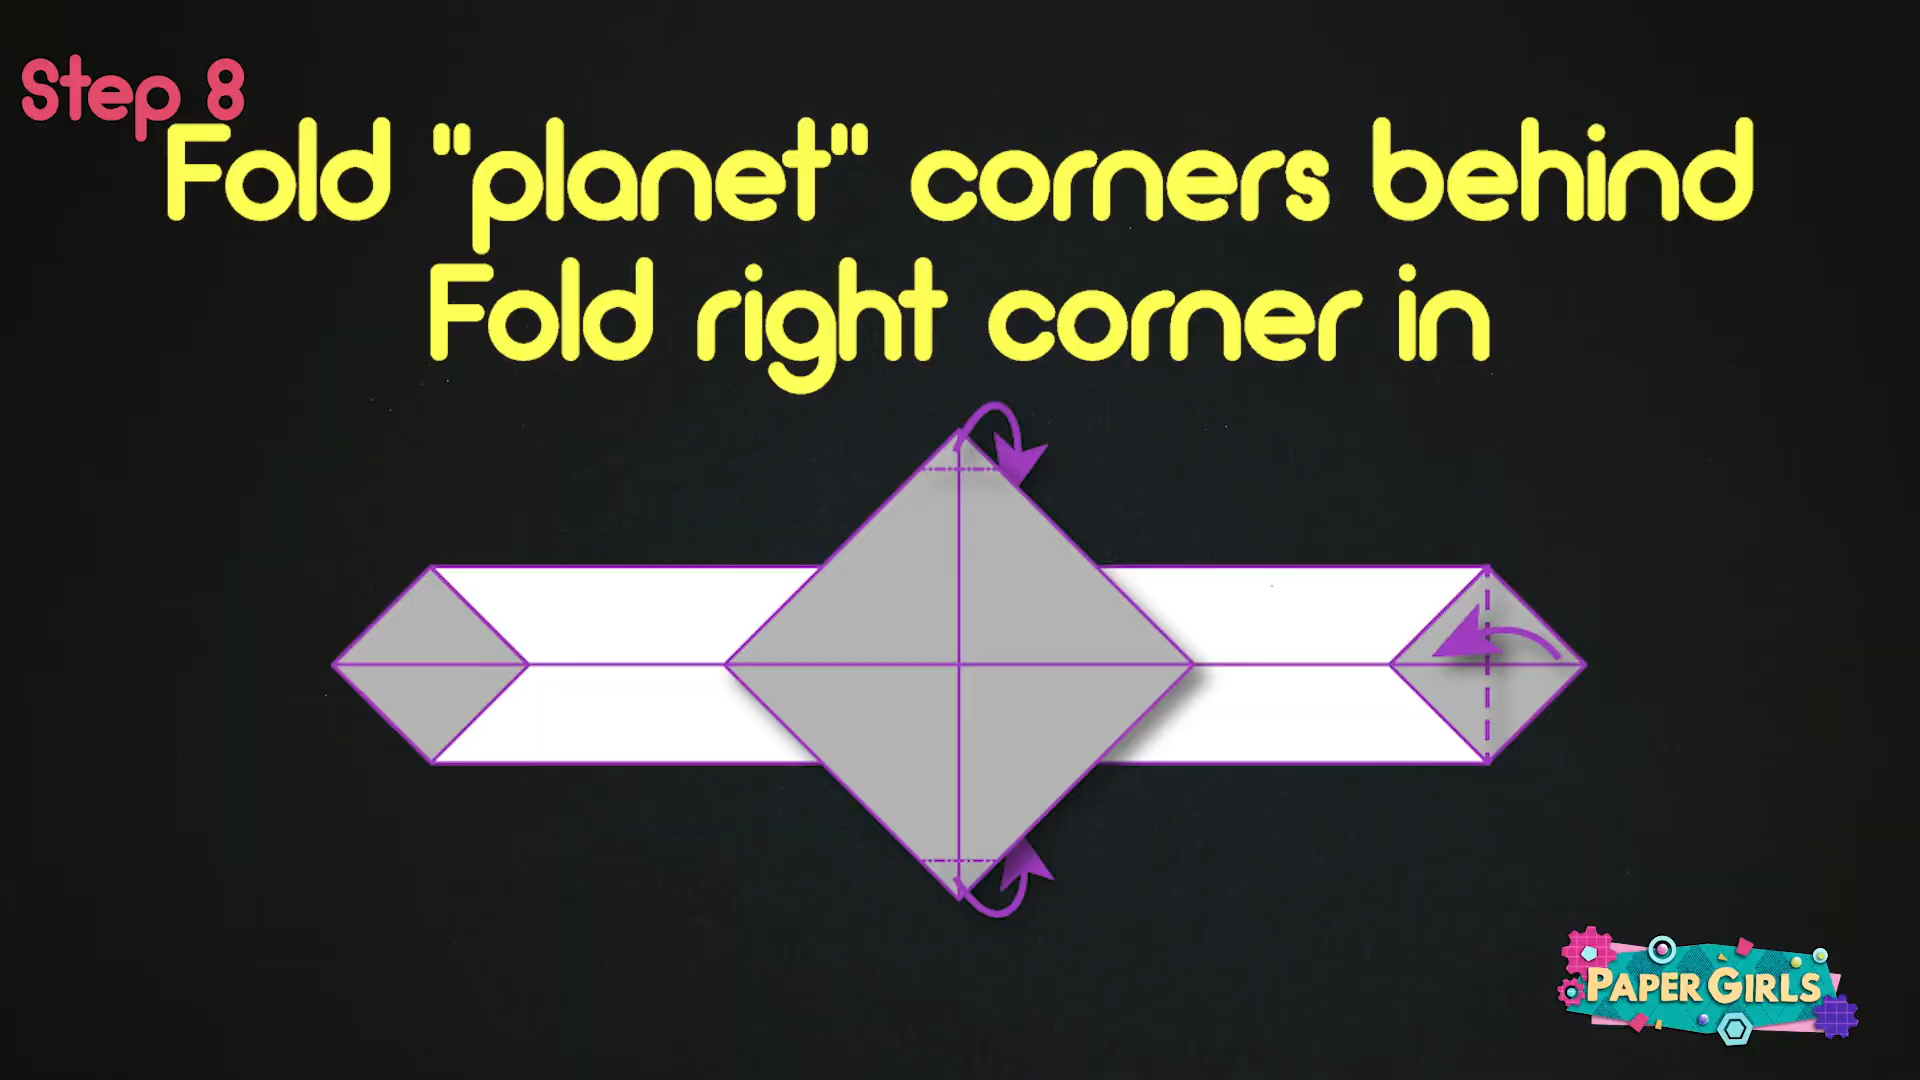 Step 8
Fold "planet" corners behind
Fold right corner in
PAPER GIRLS